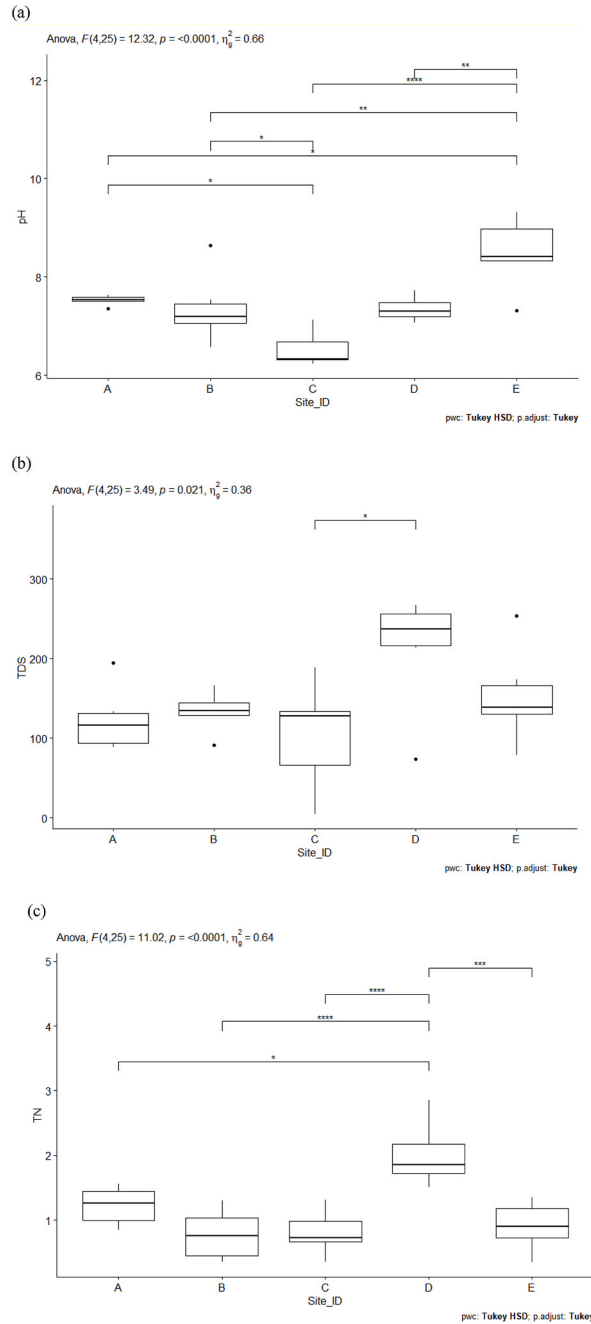 (a)
Anova, F(4,25) = 12.32, p = <0.0001, η²g = 0.66
**
****
**
*
*
*
12
10
8
6
pH
A B C D E
Site_ID
pwc: Tukey HSD; p.adjust: Tukey
(b)
Anova, F(4,25) = 3.49, p = 0.021, η²g = 0.36
*
300
200
100
0
TDS
A B C D E
Site_ID
pwc: Tukey HSD; p.adjust: Tukey
(c)
Anova, F(4,25) = 11.02, p = <0.0001, η²g = 0.64
5
***
****
4
****
*
3
2
1
TN
A B C D E
Site_ID
pwc: Tukey HSD; p.adjust: Tukey